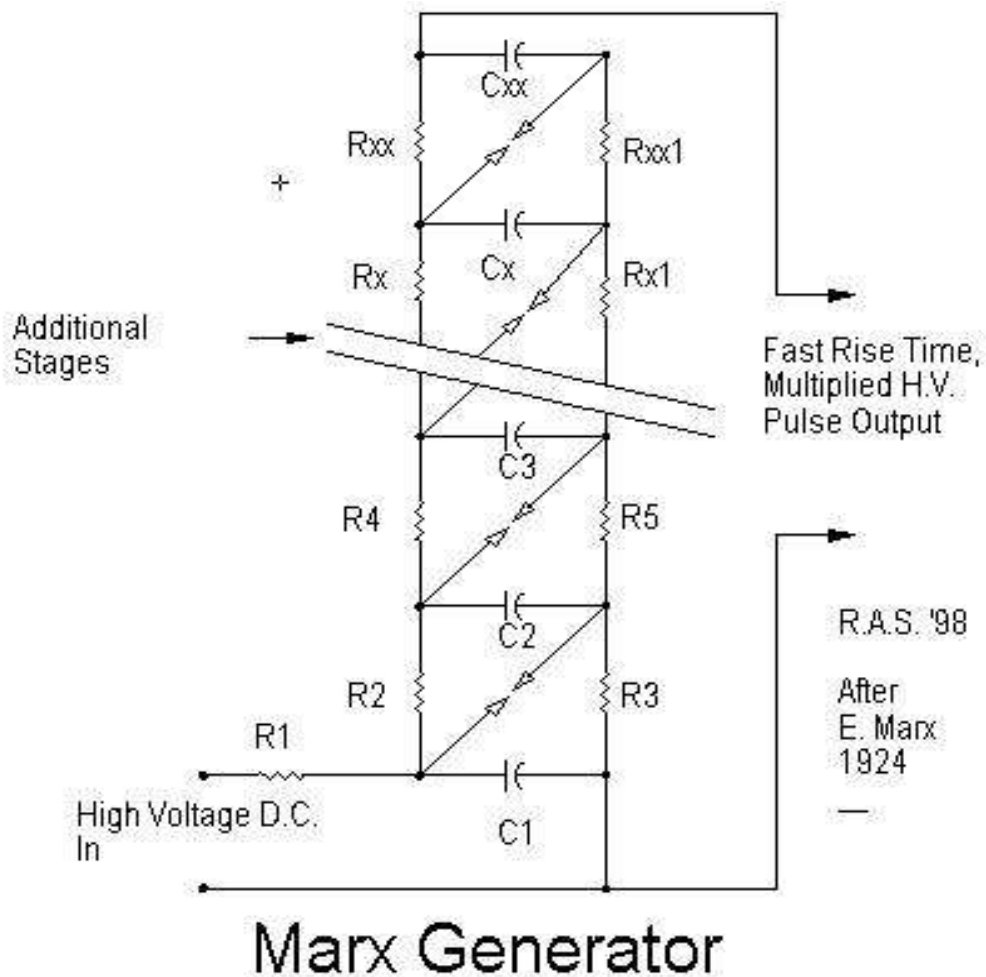 Cxx
Rxx
Rxx1
+
Cx
Rx
Rx1
Additional
Stages
Fast Rise Time,
Multiplied H.V.
Pulse Output
C3
R4
R5
C2
R.A.S. '98
R2
R3
After
E. Marx
1924
R1
—
High Voltage D.C.
In
C1
Marx Generator